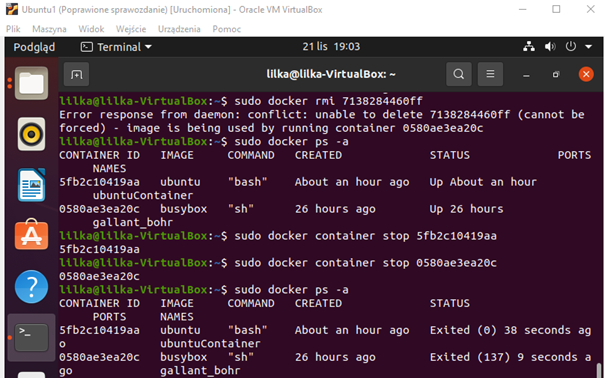 Ubuntu1 (Poprawione sprawozdanie) [Uruchomiona] - Oracle VM VirtualBox
Plik Maszyna Widok Wejście Urządzenia Pomoc
Podgląd Terminal 21 lis 19:03
lilka@lilka-VirtualBox: ~
lilka@lilka-VirtualBox:~$ sudo docker rmi 7138284460ff
Error response from daemon: conflict: unable to delete 7138284460ff (cannot be
forced) - image is being used by running container 0580ae3ea20c
lilka@lilka-VirtualBox:~$ sudo docker ps -a
CONTAINER ID IMAGE COMMAND CREATED STATUS PORTS
NAMES
5fb2c10419aa ubuntu "bash" About an hour ago Up About an hour
ubuntuContainer
0580ae3ea20c busybox "sh" 26 hours ago Up 26 hours
gallant_bohr
lilka@lilka-VirtualBox:~$ sudo docker container stop 5fb2c10419aa
5fb2c10419aa
lilka@lilka-VirtualBox:~$ sudo docker container stop 0580ae3ea20c
0580ae3ea20c
lilka@lilka-VirtualBox:~$ sudo docker ps -a
CONTAINER ID IMAGE COMMAND CREATED STATUS
PORTS NAMES
5fb2c10419aa ubuntu "bash" About an hour ago Exited (0) 38 seconds ag
o ubuntuContainer
0580ae3ea20c busybox "sh" 26 hours ago Exited (137) 9 seconds a
go gallant_bohr